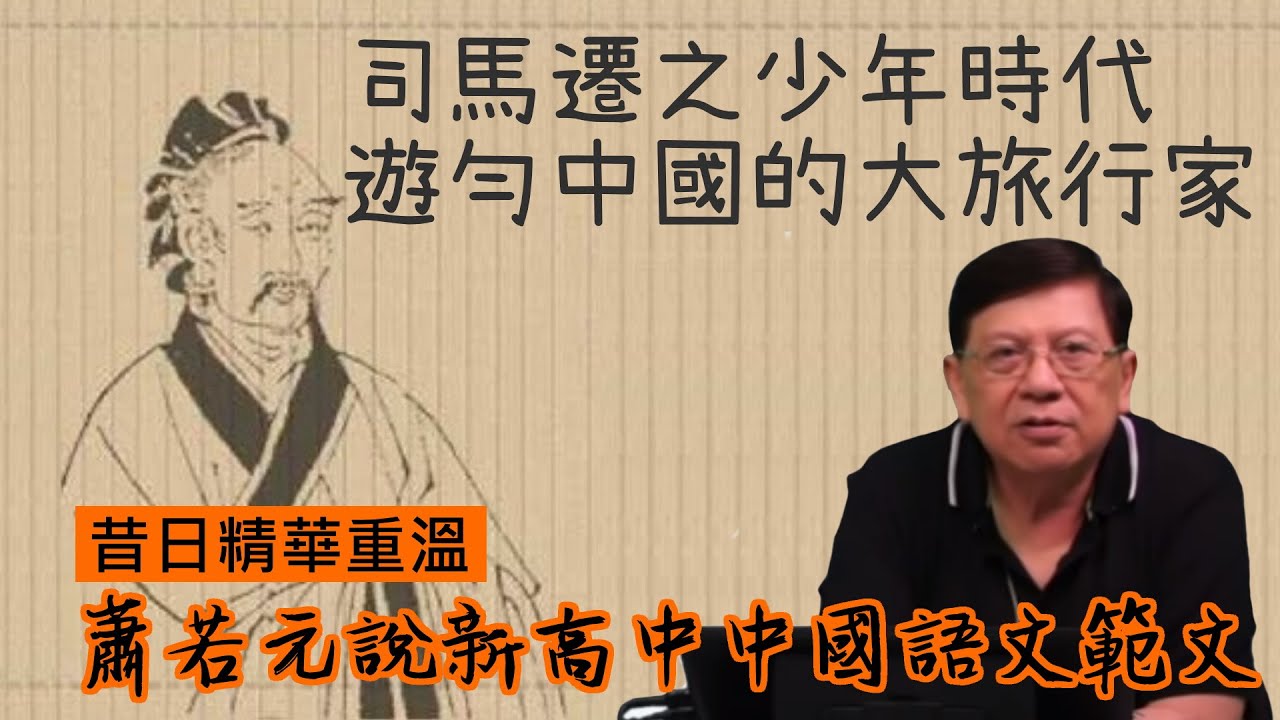 司馬遷之少年時代
遊勻中國的大旅行家
昔日精華重溫
蕭若元說新高中中國語文範文